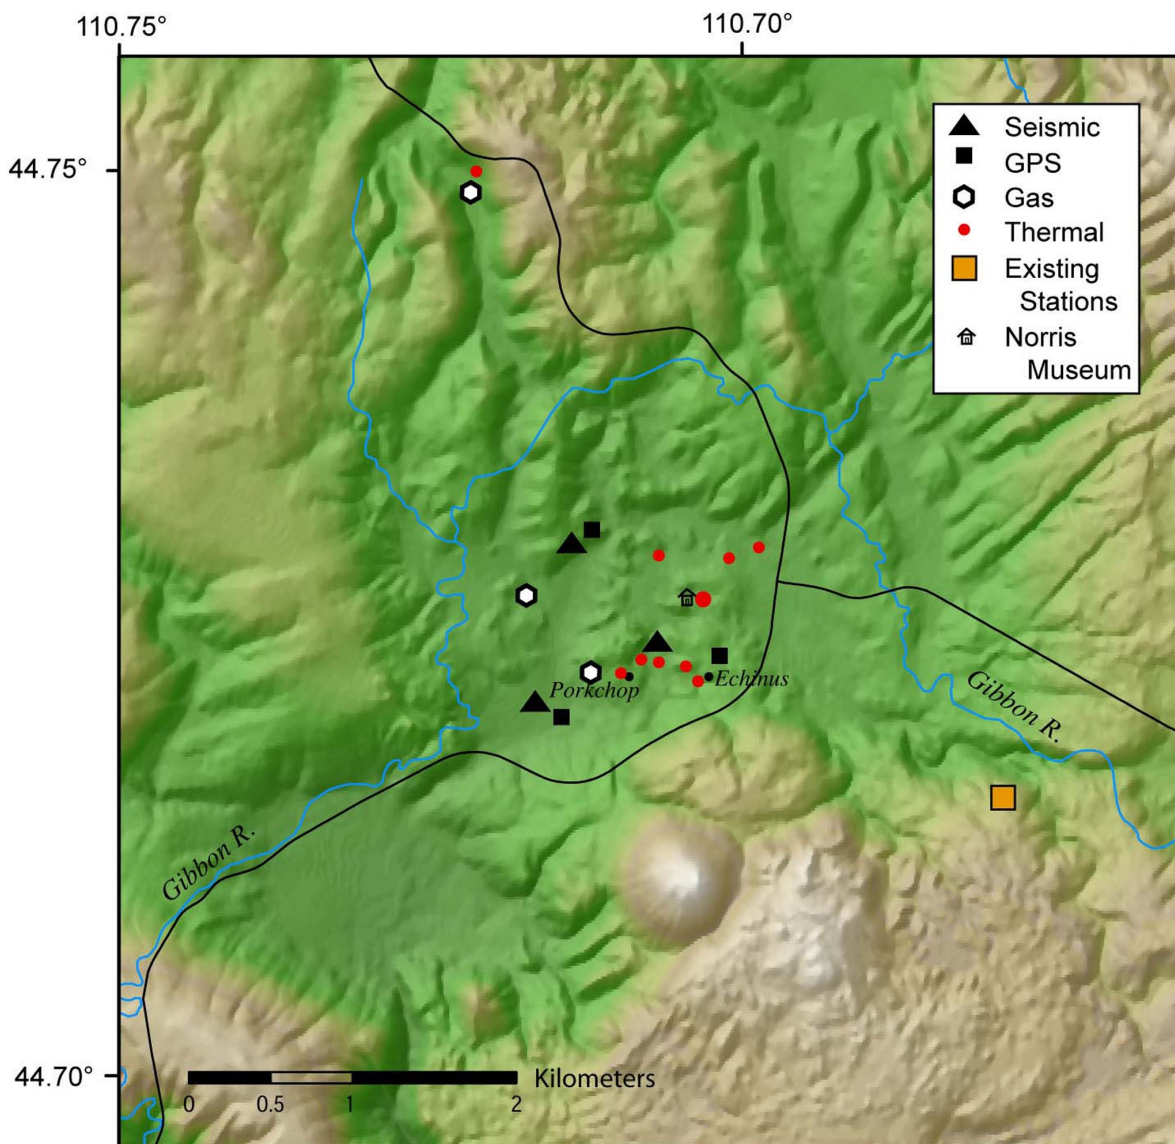 110.75°
110.70°
44.75°
Seismic
GPS
Gas
Thermal
Existing
Stations
Norris
Museum
Porkchop
Echinus
Gibbon R.
Gibbon R.
44.70°
Kilometers
0 0.5 1 2